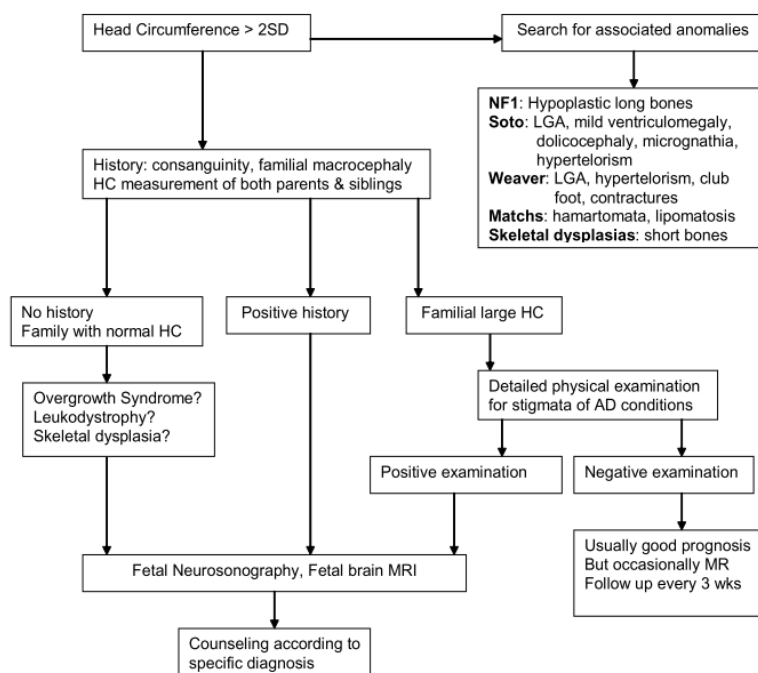 Head Circumference > 2SD
Search for associated anomalies
NF1: Hypoplastic long bones
Soto: LGA, mild ventriculomegaly,
dolicocephaly, micrognathia,
hypertelorism
Weaver: LGA, hypertelorism, club
foot, contractures
Matchs: hamartomata, lipomatosis
Skeletal dysplasias: short bones
History: consanguinity, familial macrocephaly
HC measurement of both parents & siblings
No history
Family with normal HC
Positive history
Familial large HC
Overgrowth Syndrome?
Leukodystrophy?
Skeletal dysplasia?
Detailed physical examination
for stigmata of AD conditions
Positive examination
Negative examination
Usually good prognosis
But occasionally MR
Follow up every 3 wks
Fetal Neurosonography, Fetal brain MRI
Counseling according to
specific diagnosis